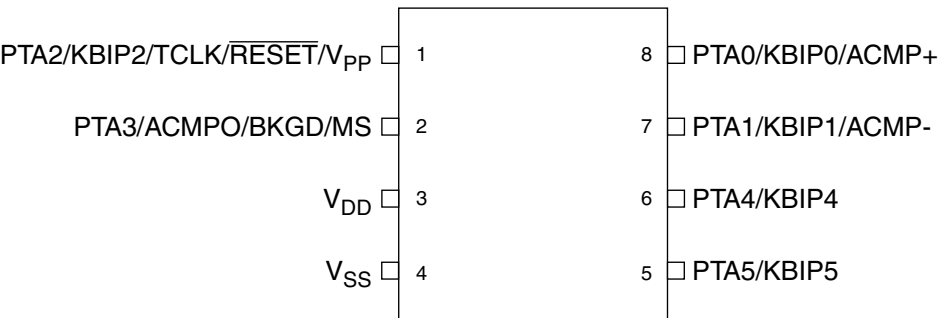 PTA2/KBIP2/TCLK/RESET/VPP 1 8 PTA0/KBIP0/ACMP+
PTA3/ACMPO/BKGD/MS 2 7 PTA1/KBIP1/ACMP-
VDD 3 6 PTA4/KBIP4
VSS 4 5 PTA5/KBIP5